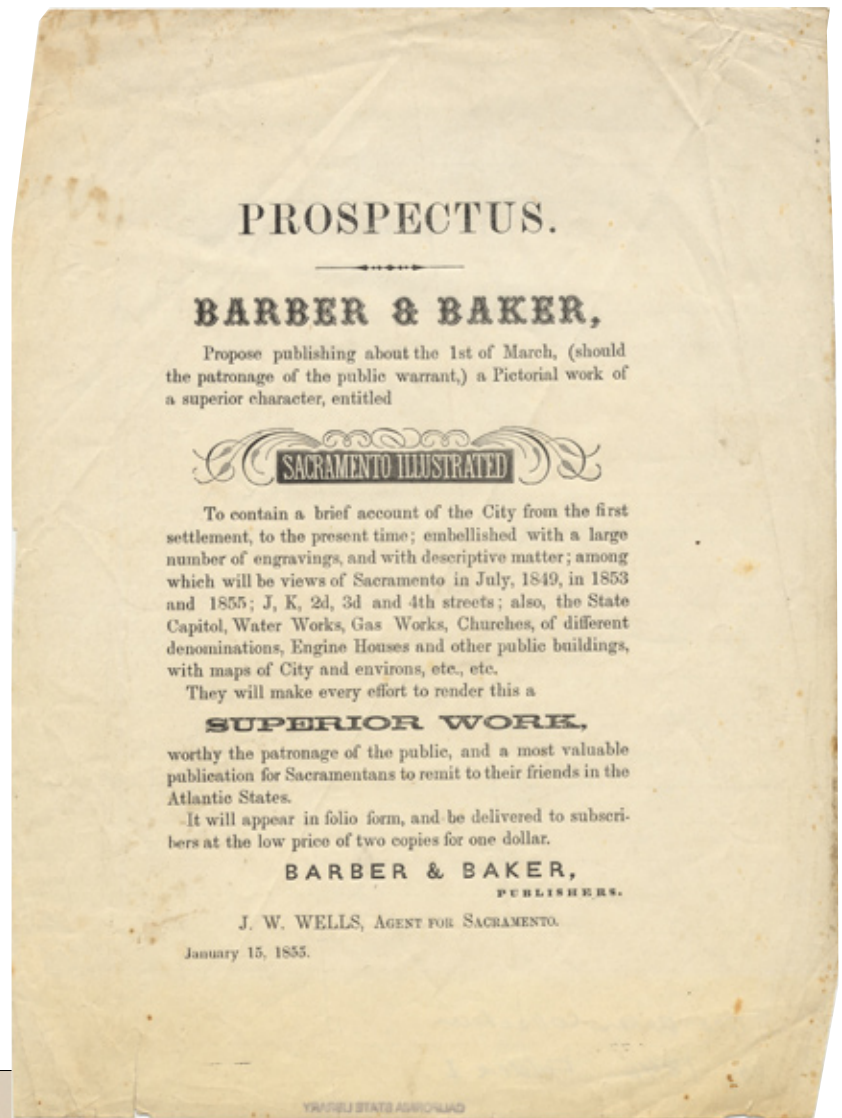 PROSPECTUS.
BARBER & BAKER,
Propose publishing about the 1st of March, (should
the patronage of the public warrant,) a Pictorial work of
a superior character, entitled
SACRAMENTO ILLUSTRATED
To contain a brief account of the City from the first
settlement, to the present time; embellished with a large
number of engravings, and with descriptive matter; among
which will be views of Sacramento in July, 1849, in 1853
and 1855; J, K, 2d, 3d and 4th streets; also, the State
Capitol, Water Works, Gas Works, Churches, of different
denominations, Engine Houses and other public buildings,
with maps of City and environs, etc., etc.
They will make every effort to render this a
SUPERIOR WORK,
worthy the patronage of the public, and a most valuable
publication for Sacramentans to remit to their friends in the
Atlantic States.
It will appear in folio form, and be delivered to subscri-
bers at the low price of two copies for one dollar.
BARBER & BAKER,
PUBLISHERS.
J. W. WELLS, AGENT FOR SACRAMENTO.
January 15, 1855.
CALIFORNIA STATE LIBRARY